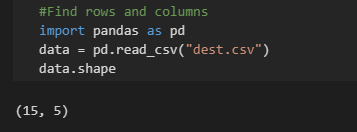 #Find rows and columns
import pandas as pd
data = pd.read_csv("dest.csv")
data.shape
(15, 5)